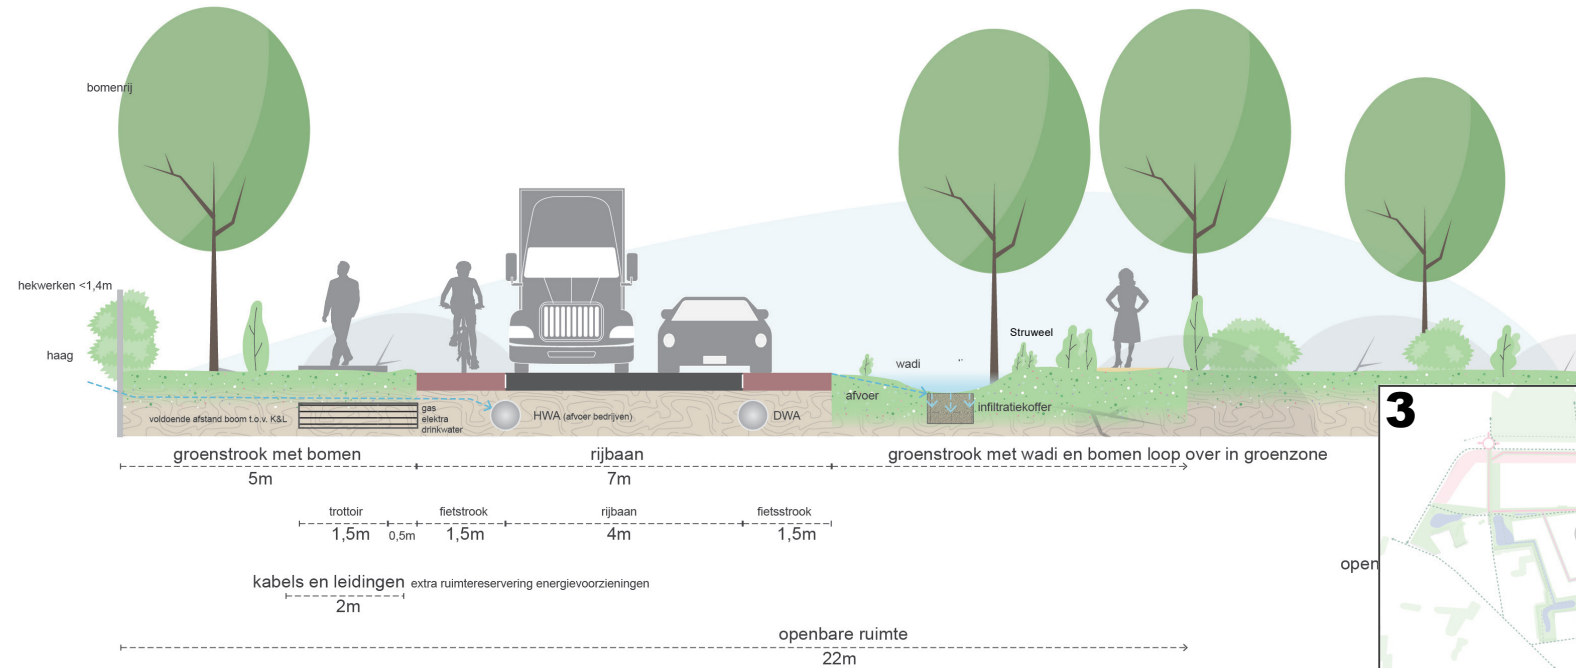 bomenrij
hekwerken <1,4m
haag
Struweel
wadi
afvoer
infiltratiekoffer
voldoende afstand boom t.o.v. K&L
gas
elektra
drinkwater
HWA (afvoer bedrijven)
DWA
3
groenstrook met bomen
5m
rijbaan
7m
groenstrook met wadi en bomen loop over in groenzone
trottoir
1,5m
0,5m
fietstrook
1,5m
rijbaan
4m
fietsstrook
1,5m
open
kabels en leidingen extra ruimtereservering energievoorzieningen
2m
openbare ruimte
22m